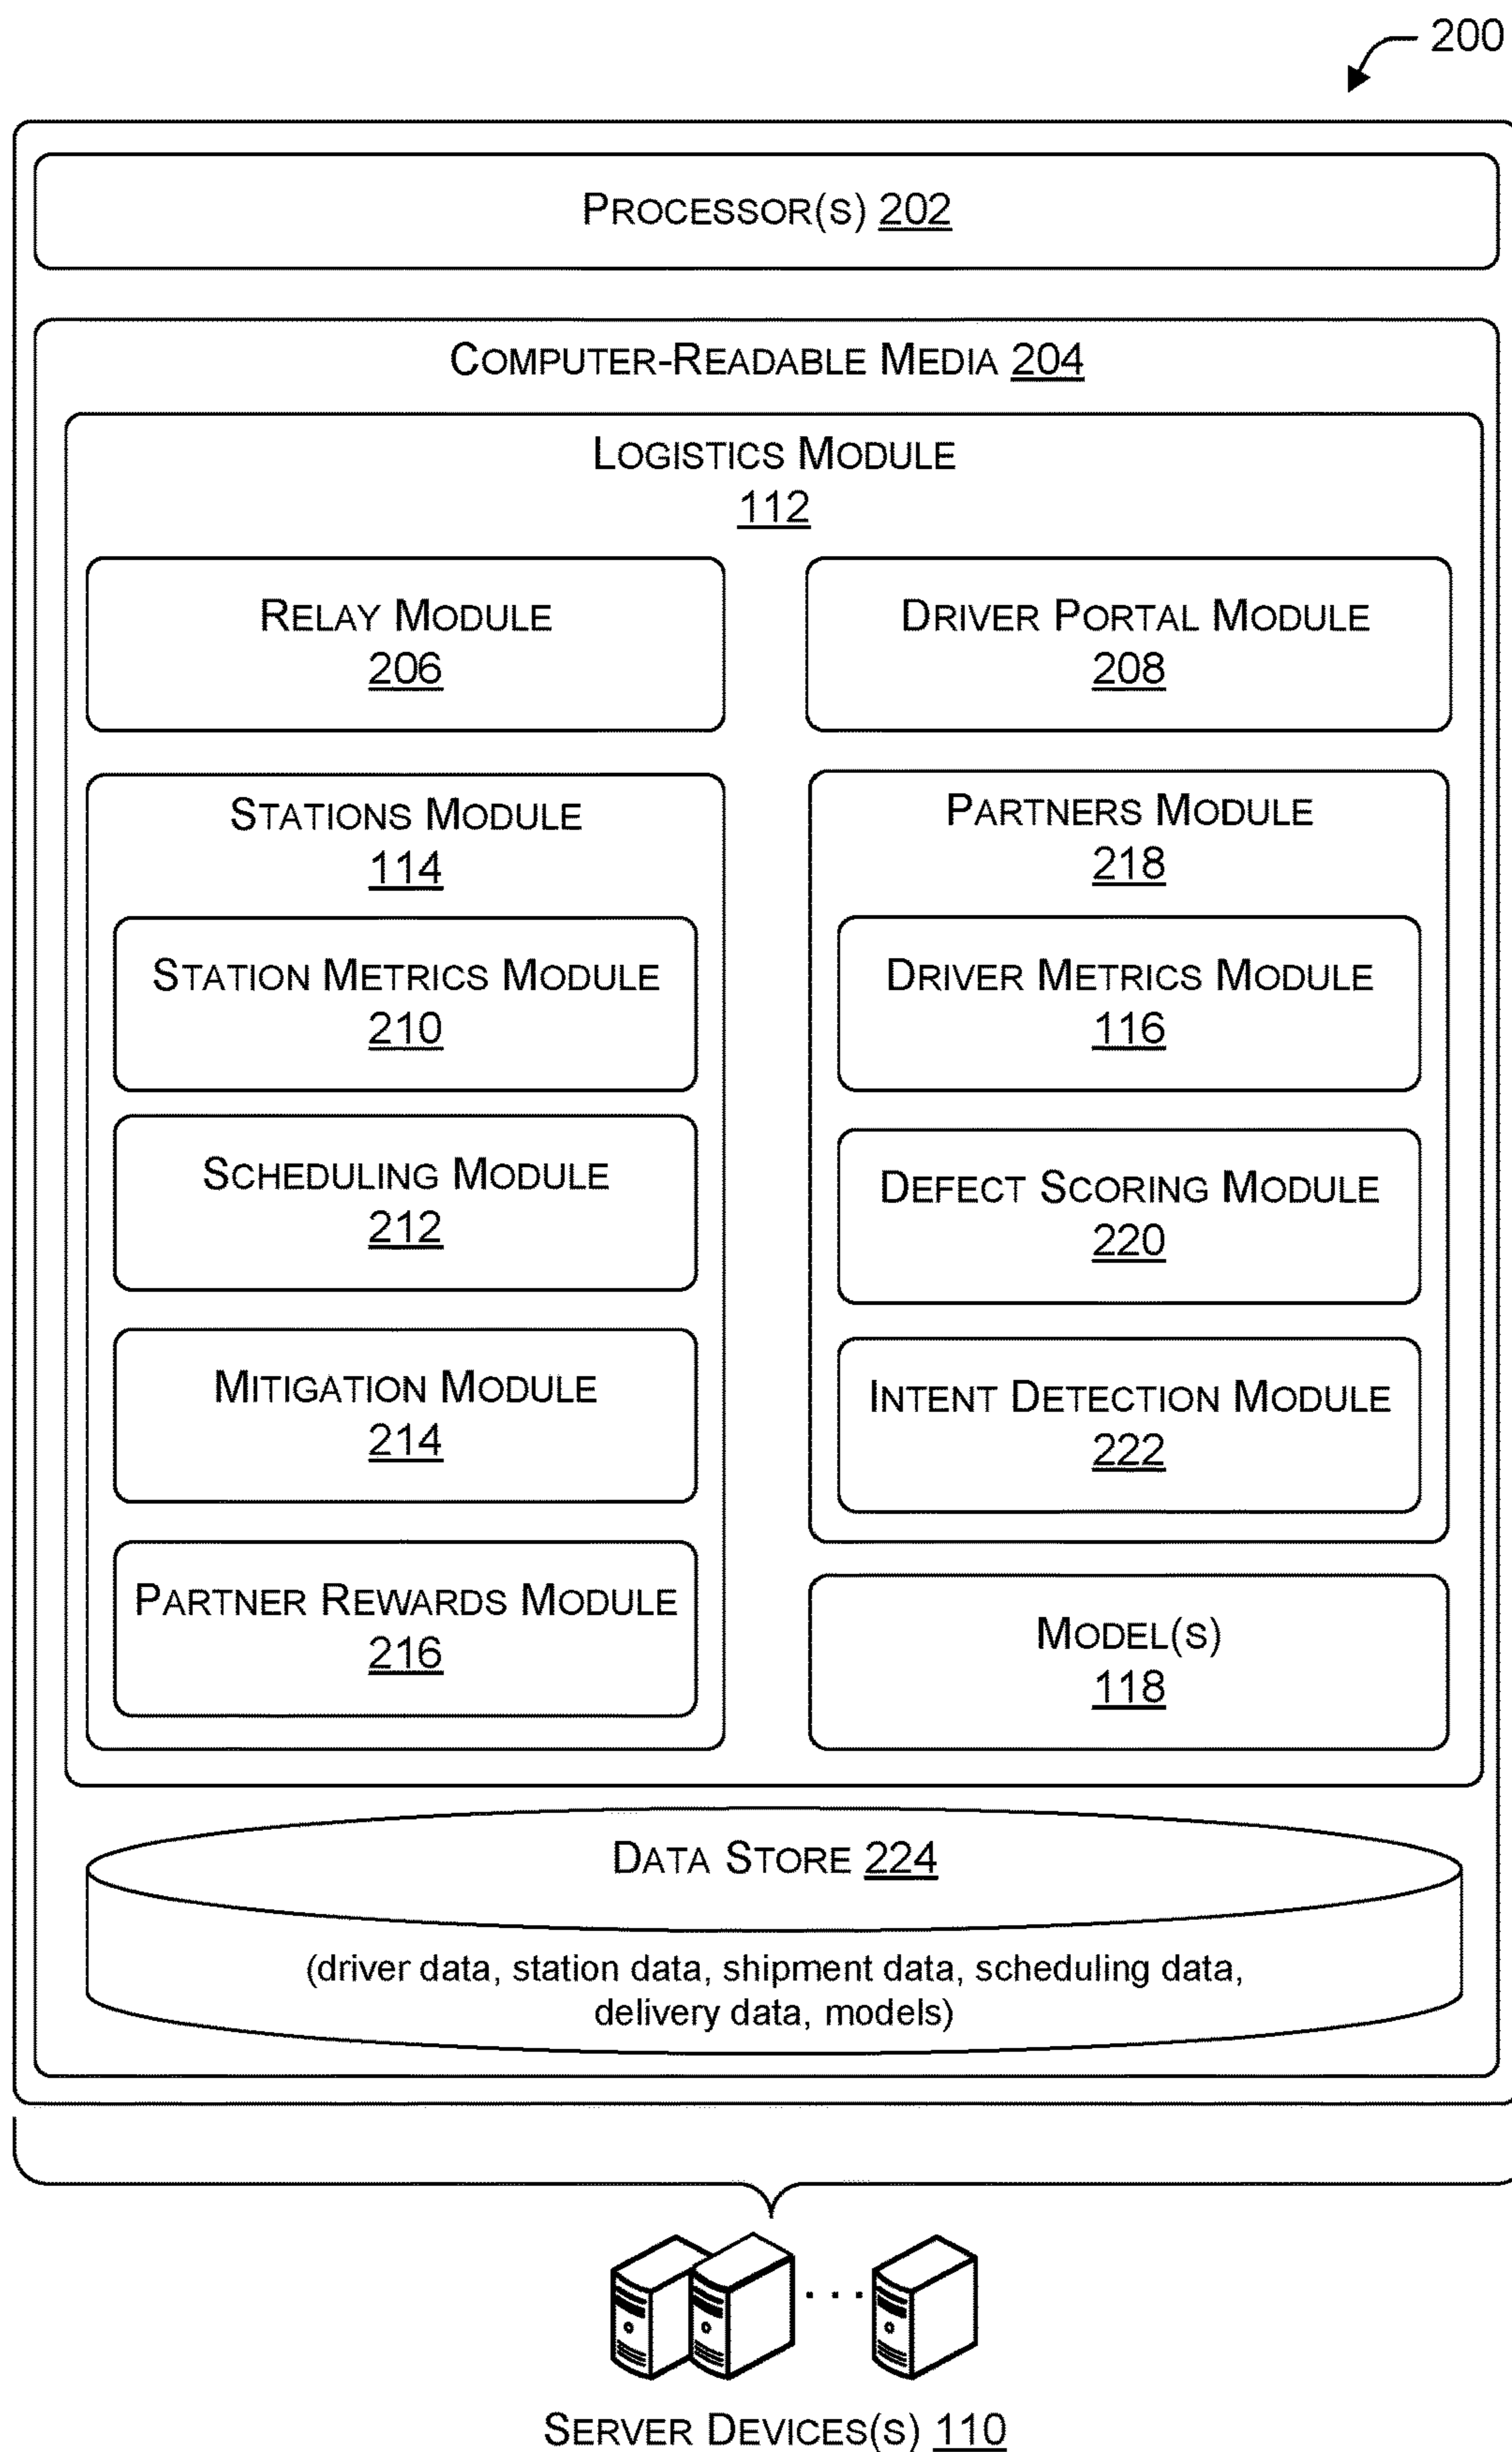 200
PROCESSOR(S) 202
COMPUTER-READABLE MEDIA 204
LOGISTICS MODULE
112
RELAY MODULE
206
DRIVER PORTAL MODULE
208
STATIONS MODULE
114
STATION METRICS MODULE
210
SCHEDULING MODULE
212
MITIGATION MODULE
214
PARTNER REWARDS MODULE
216
PARTNERS MODULE
218
DRIVER METRICS MODULE
116
DEFECT SCORING MODULE
220
INTENT DETECTION MODULE
222
MODEL(S)
118
DATA STORE 224
(driver data, station data, shipment data, scheduling data,
delivery data, models)
. . .
SERVER DEVICES(S) 110